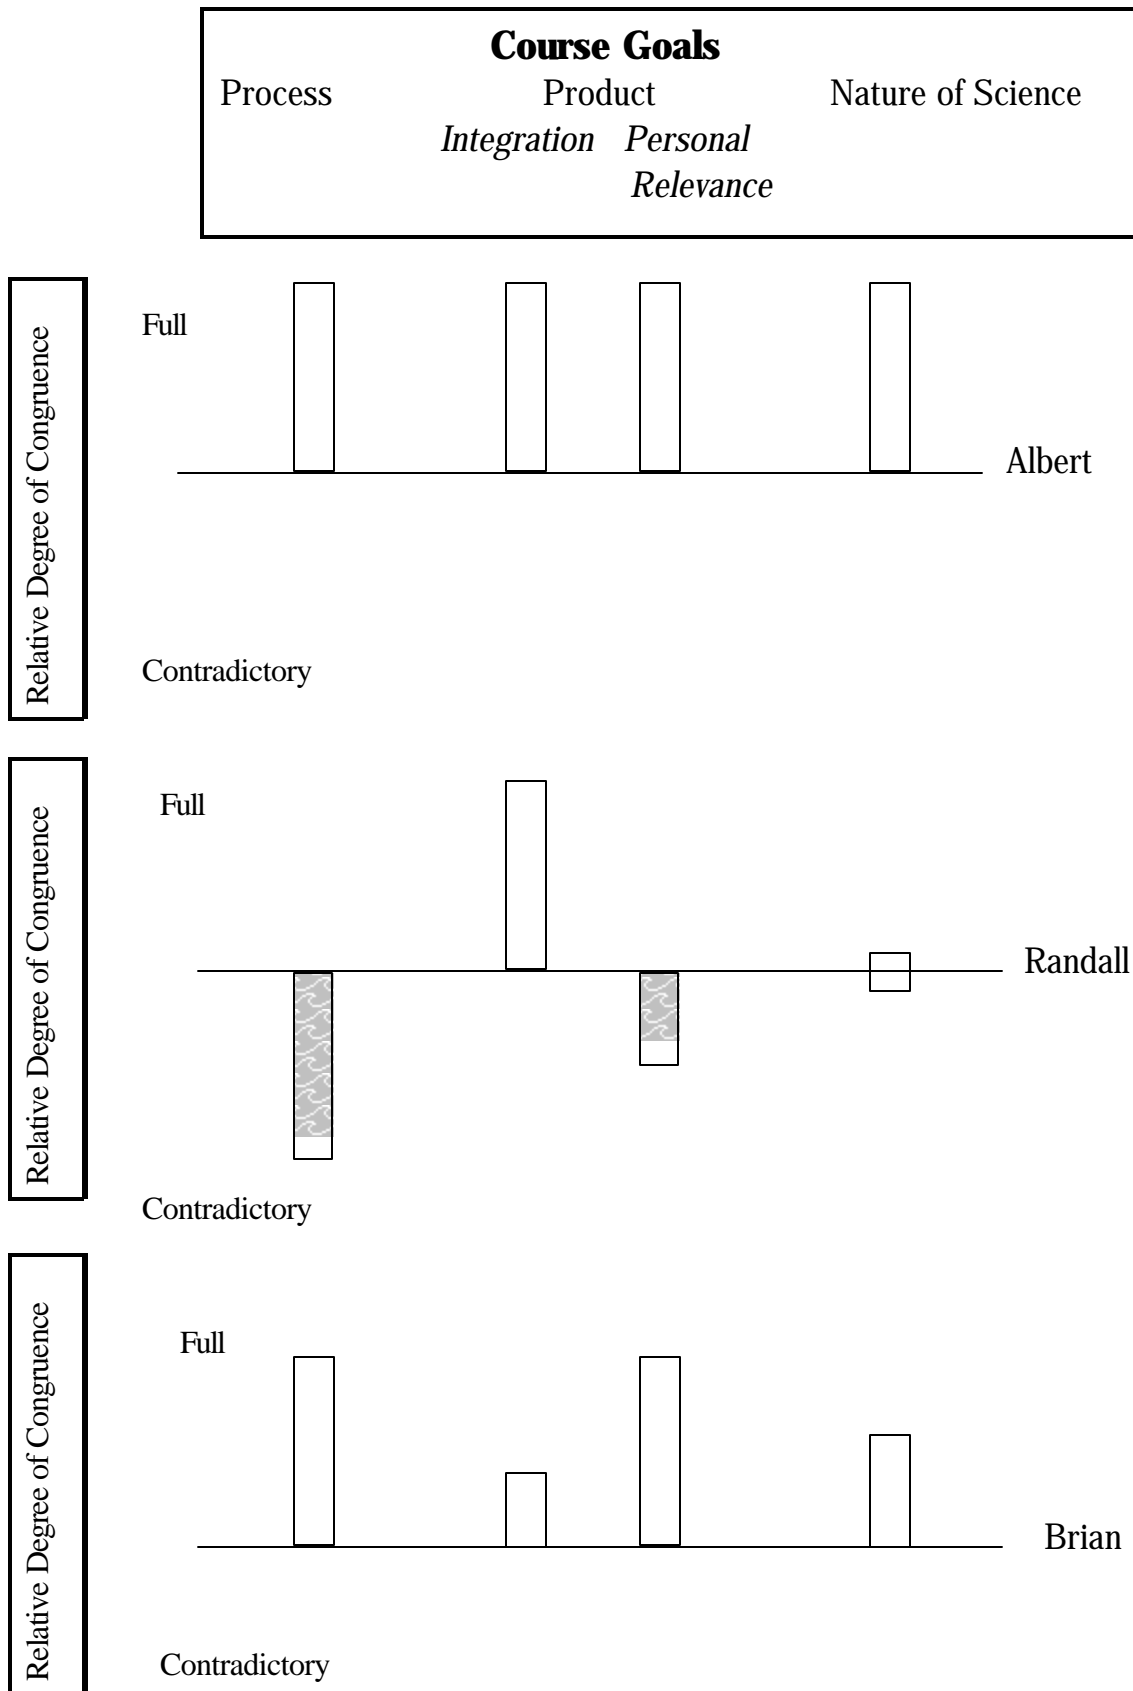 Course Goals
Process Product Nature of Science
Integration Personal
Relevance
Relative Degree of Congruence
Full
Albert
Contradictory
Relative Degree of Congruence
Full
Randall
Contradictory
Relative Degree of Congruence
Full
Brian
Contradictory